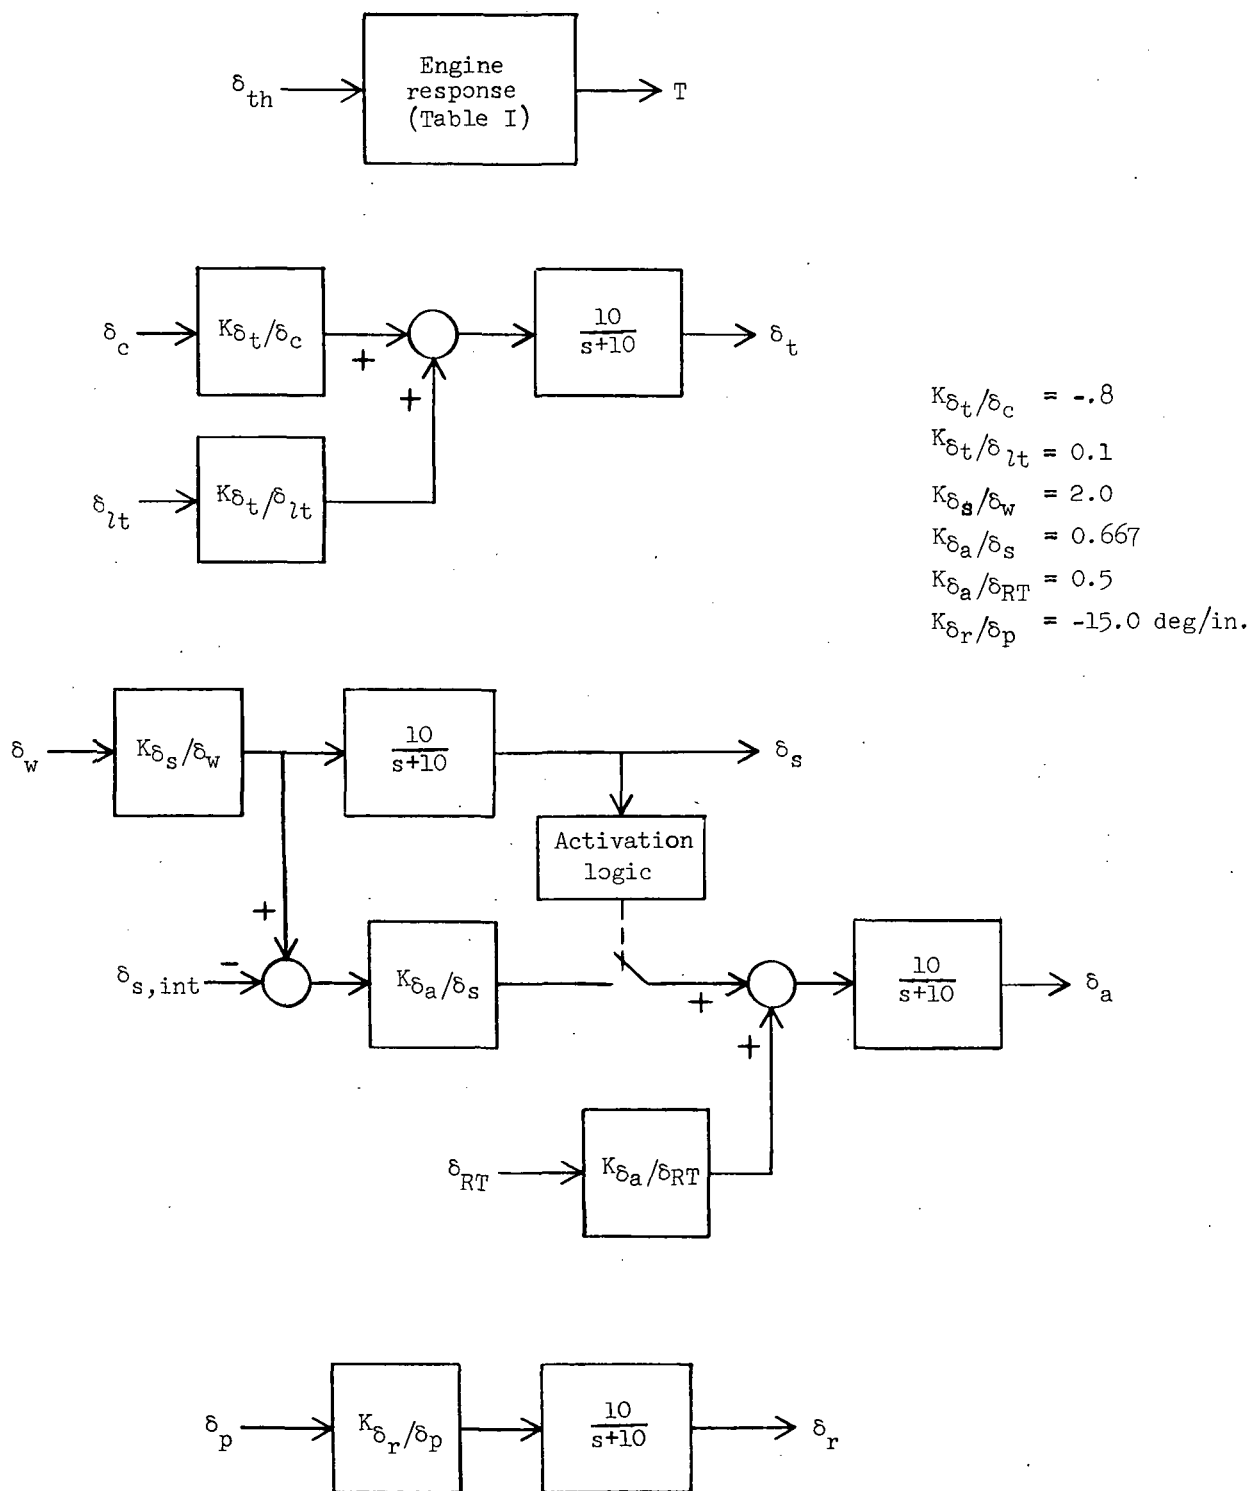 δth
Engine
response
(Table I)
T
δc
Kδt/δc
+
10
s+10
δt
+
δlt
Kδt/δlt
Kδt/δc = -.8
Kδt/δlt = 0.1
Kδs/δw = 2.0
Kδa/δs = 0.667
Kδa/δRT = 0.5
Kδr/δp = -15.0 deg/in.
δw
Kδs/δw
10
s+10
δs
Activation
logic
+
δs,int
-
Kδa/δs
+
10
s+10
δa
+
δRT
Kδa/δRT
δp
Kδr/δp
10
s+10
δr